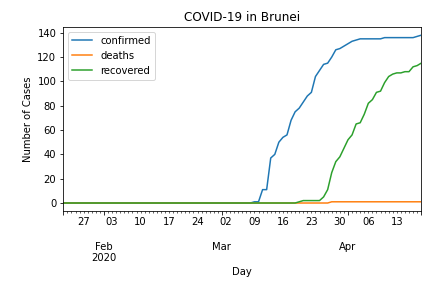 COVID-19 in Brunei
confirmed
deaths
recovered
Number of Cases
140
120
100
80
60
40
20
0
27 03 10 17 24 02 09 16 23 30 06 13
Feb Mar Apr
2020
Day